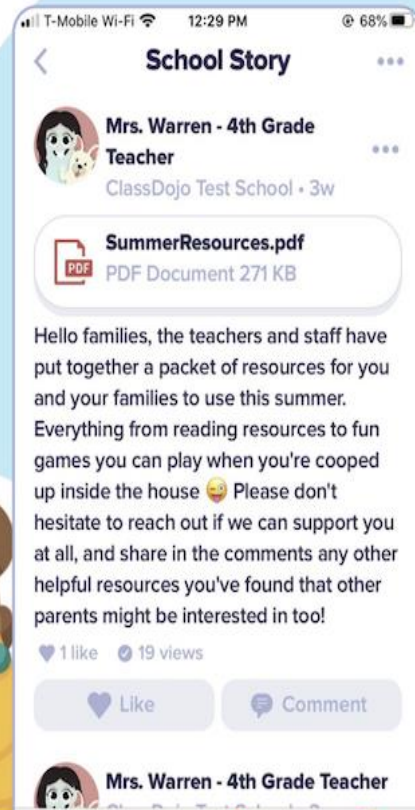 T-Mobile Wi-Fi 12:29 PM 68%
School Story
Mrs. Warren - 4th Grade
Teacher
ClassDojo Test School • 3w
SummerResources.pdf
PDF
PDF Document 271 KB
Hello families, the teachers and staff have
put together a packet of resources for you
and your families to use this summer.
Everything from reading resources to fun
games you can play when you're cooped
up inside the house 😜 Please don't
hesitate to reach out if we can support you
at all, and share in the comments any other
helpful resources you've found that other
parents might be interested in too!
1 like 19 views
Like Comment
Mrs. Warren - 4th Grade Teacher